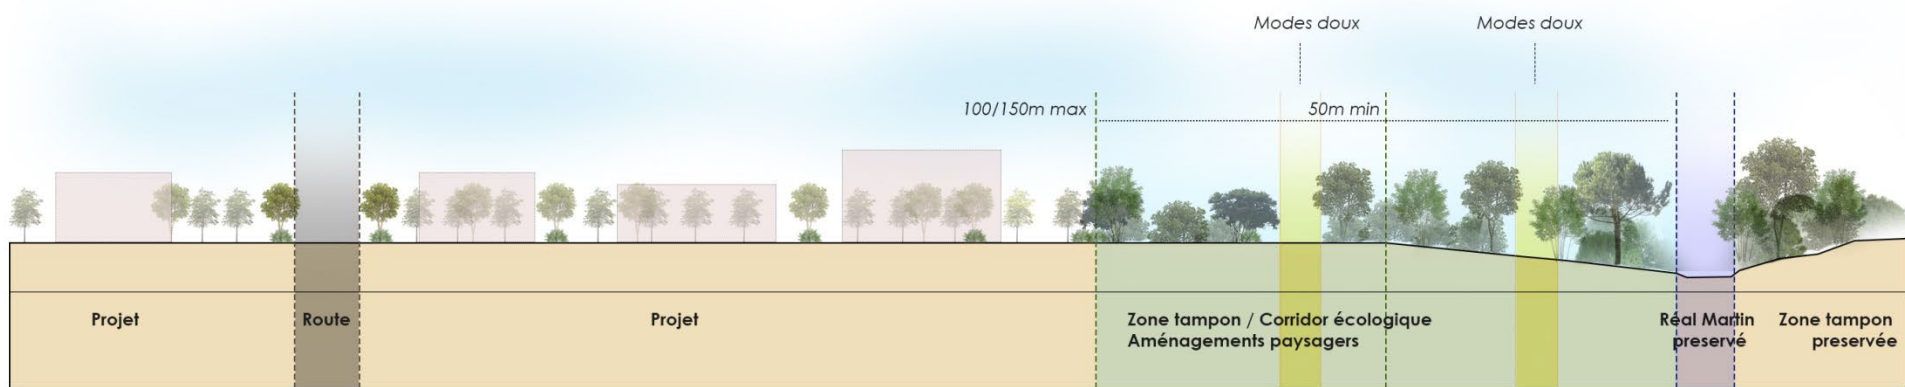 Modes doux
Modes doux
100/150m max
50m min
Projet
Route
Projet
Zone tampon / Corridor écologique
Aménagements paysagers
Réal Martin
preservé
Zone tampon
preservée